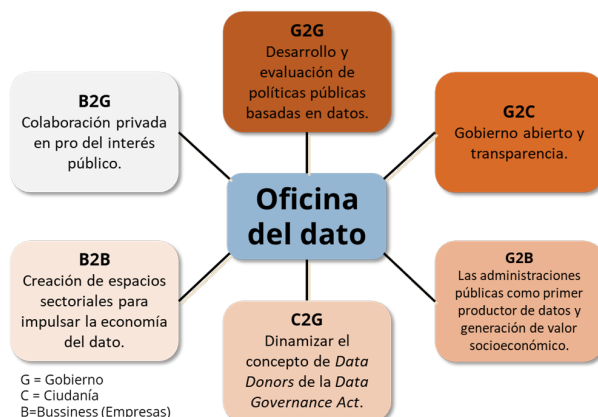 G2G
Desarrollo y
evaluación de
políticas públicas
basadas en datos.
B2G
Colaboración privada
en pro del interés
público.
G2C
Gobierno abierto y
transparencia.
Oficina
del dato
B2B
Creación de espacios
sectoriales para
impulsar la economía
del dato.
G2B
Las administraciones
públicas como primer
productor de datos y
generación de valor
socioeconómico.
C2G
Dinamizar el
concepto de Data
Donors de la Data
Governance Act.
G = Gobierno
C = Ciudanía
B=Bussiness (Empresas)